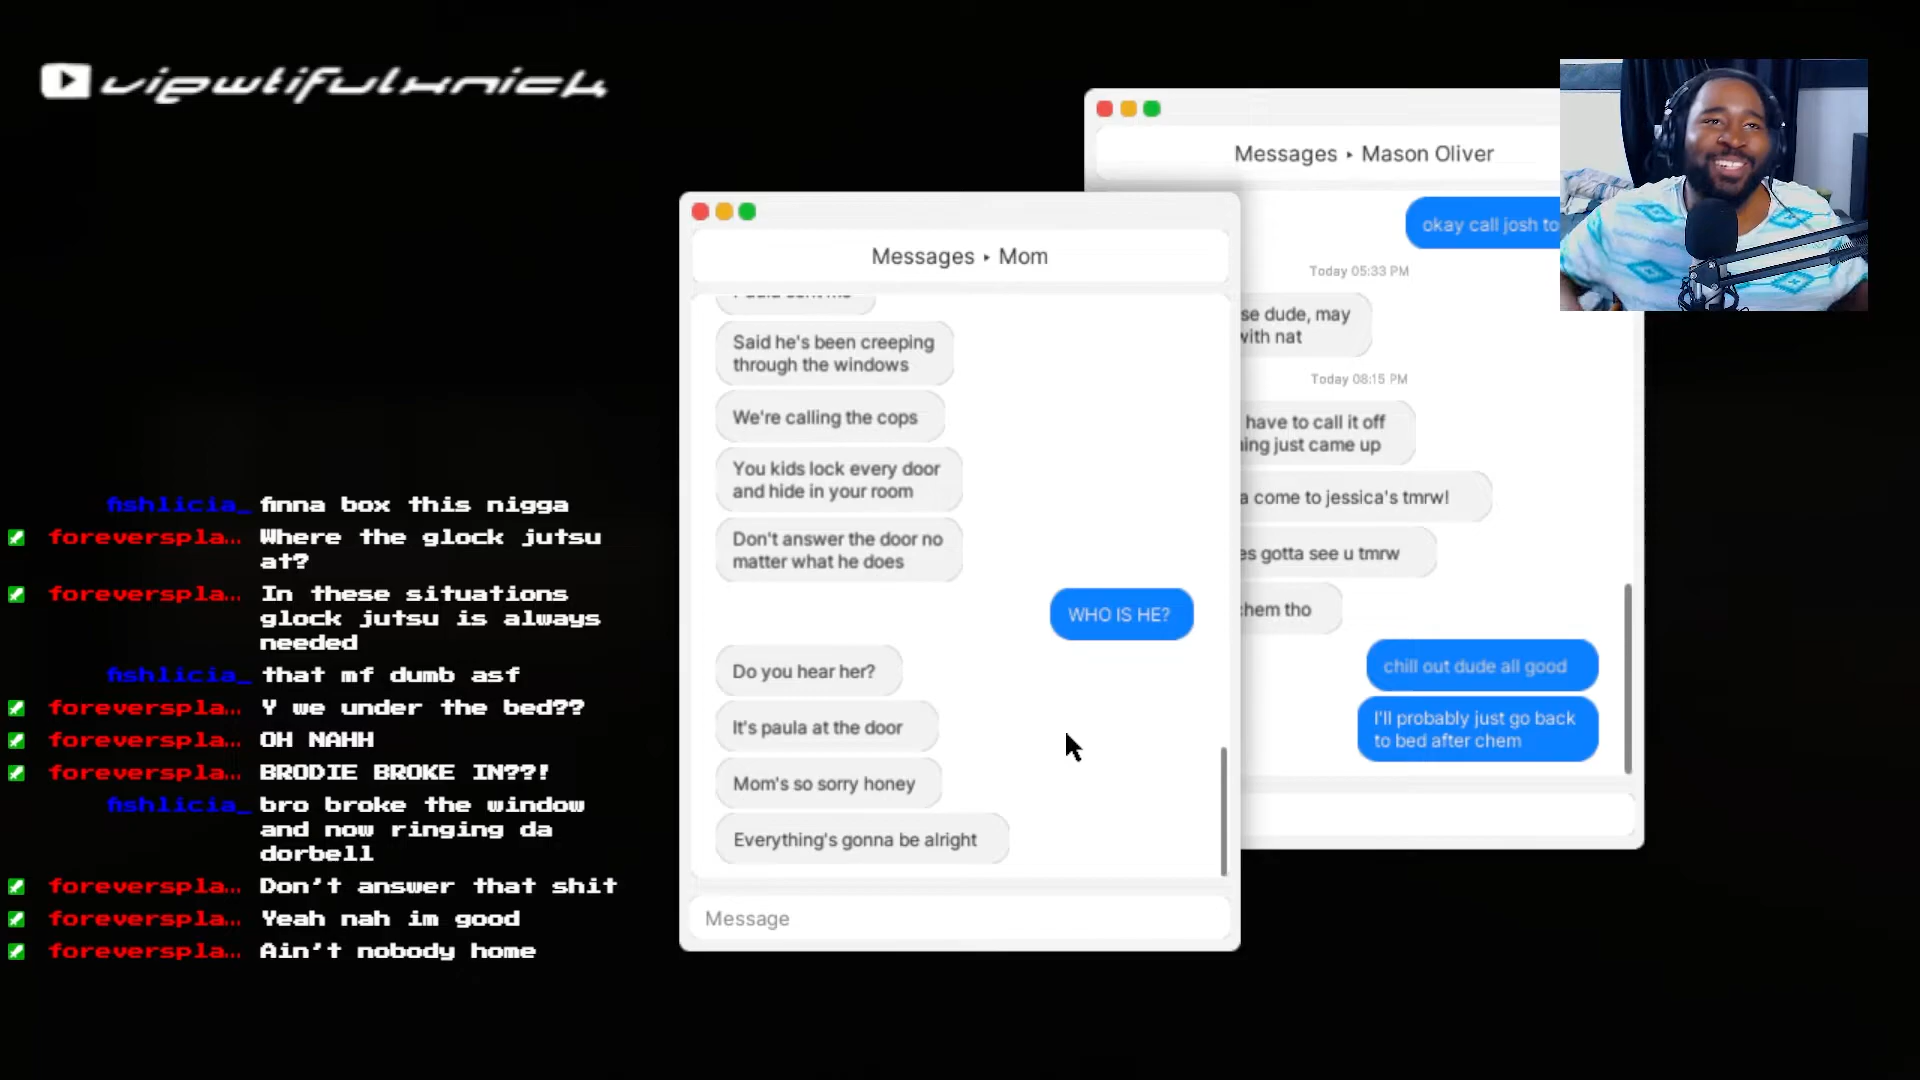 viewtifulxnick
fishlicia_ finna box this nigga
foreverspla... Where the glock jutsu
at?
foreverspla... In these situations
glock jutsu is always
needed
fishlicia_ that mf dumb asf
foreverspla... Y we under the bed??
foreverspla... OH NAHH
foreverspla... BRODIE BROKE IN??!
fishlicia_ bro broke the window
and now ringing da
dorbell
foreverspla... Don't answer that shit
foreverspla... Yeah nah im good
foreverspla... Ain't nobody home
Messages ▸ Mom
Said he's been creeping
through the windows
We're calling the cops
You kids lock every door
and hide in your room
Don't answer the door no
matter what he does
WHO IS HE?
Do you hear her?
It's paula at the door
Mom's so sorry honey
Everything's gonna be alright
Message
Messages ▸ Mason Oliver
okay call josh to
Today 05:33 PM
se dude, may
with nat
Today 08:15 PM
have to call it off
ing just came up
a come to jessica's tmrw!
es gotta see u tmrw
chem tho
chill out dude all good
I'll probably just go back
to bed after chem